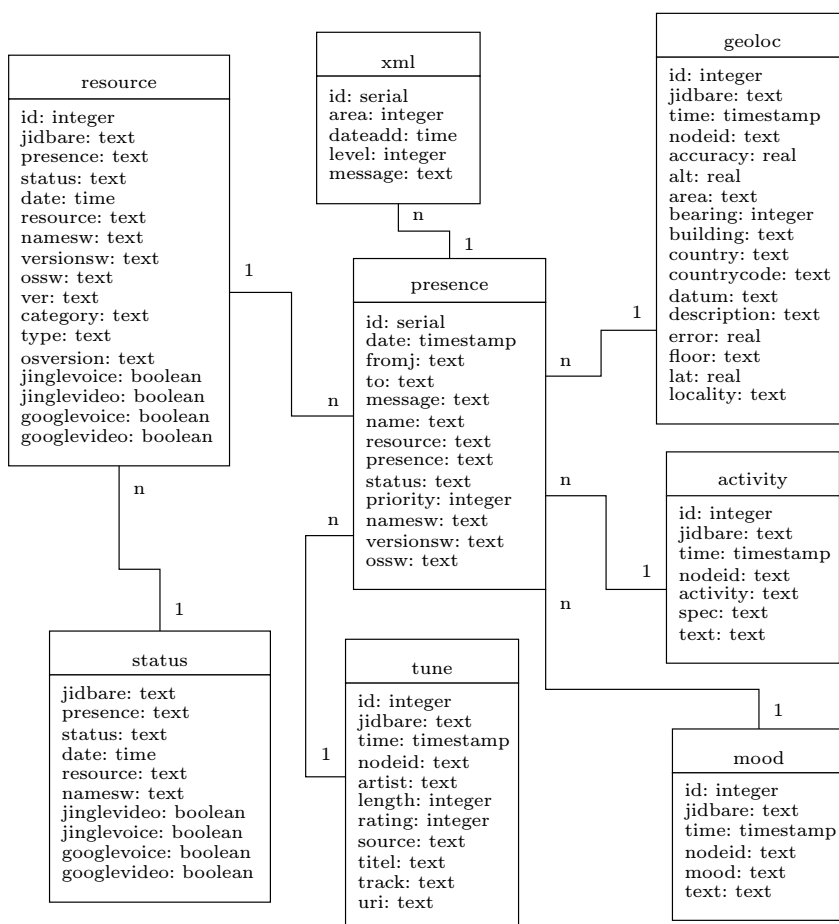 resource
id: integer
jidbare: text
presence: text
status: text
date: time
resource: text
namesw: text
versionsw: text
ossw: text
ver: text
category: text
type: text
osversion: text
jinglevoice: boolean
jinglevideo: boolean
googlevoice: boolean
googlevideo: boolean
xml
id: serial
area: integer
dateadd: time
level: integer
message: text
geoloc
id: integer
jidbare: text
time: timestamp
nodeid: text
accuracy: real
alt: real
area: text
bearing: integer
building: text
country: text
countrycode: text
datum: text
description: text
error: real
floor: text
lat: real
locality: text
n
1
1
n
presence
id: serial
date: timestamp
fromj: text
to: text
message: text
name: text
resource: text
presence: text
status: text
priority: integer
namesw: text
versionsw: text
ossw: text
1
n
n
1
activity
id: integer
jidbare: text
time: timestamp
nodeid: text
activity: text
spec: text
text: text
n
1
status
jidbare: text
presence: text
status: text
date: time
resource: text
namesw: text
jinglevideo: boolean
jinglevoice: boolean
googlevoice: boolean
googlevideo: boolean
n
1
tune
id: integer
jidbare: text
time: timestamp
nodeid: text
artist: text
length: integer
rating: integer
source: text
titel: text
track: text
uri: text
n
1
mood
id: integer
jidbare: text
time: timestamp
nodeid: text
mood: text
text: text